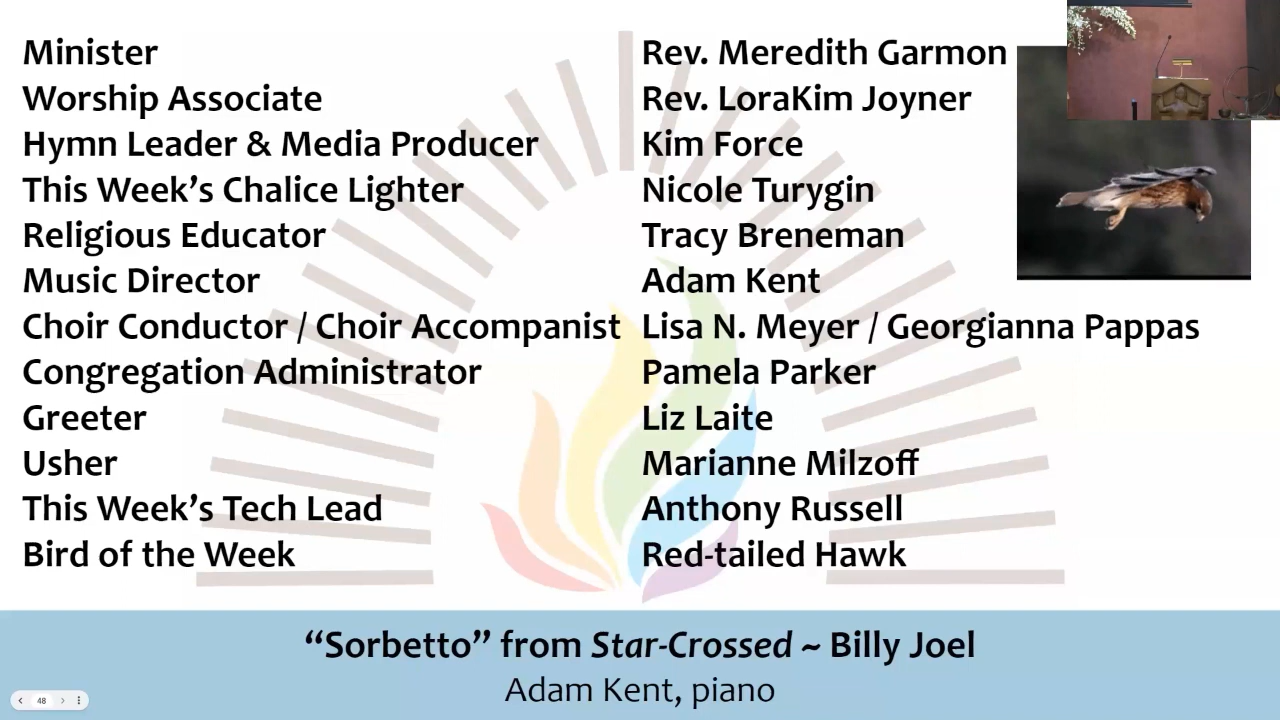 Minister Rev. Meredith Garmon
Worship Associate Rev. LoraKim Joyner
Hymn Leader & Media Producer Kim Force
This Week’s Chalice Lighter Nicole Turygin
Religious Educator Tracy Breneman
Music Director Adam Kent
Choir Conductor / Choir Accompanist Lisa N. Meyer / Georgianna Pappas
Congregation Administrator Pamela Parker
Greeter Liz Laite
Usher Marianne Milzoff
This Week’s Tech Lead Anthony Russell
Bird of the Week Red-tailed Hawk
“Sorbetto” from Star-Crossed ~ Billy Joel
Adam Kent, piano
48